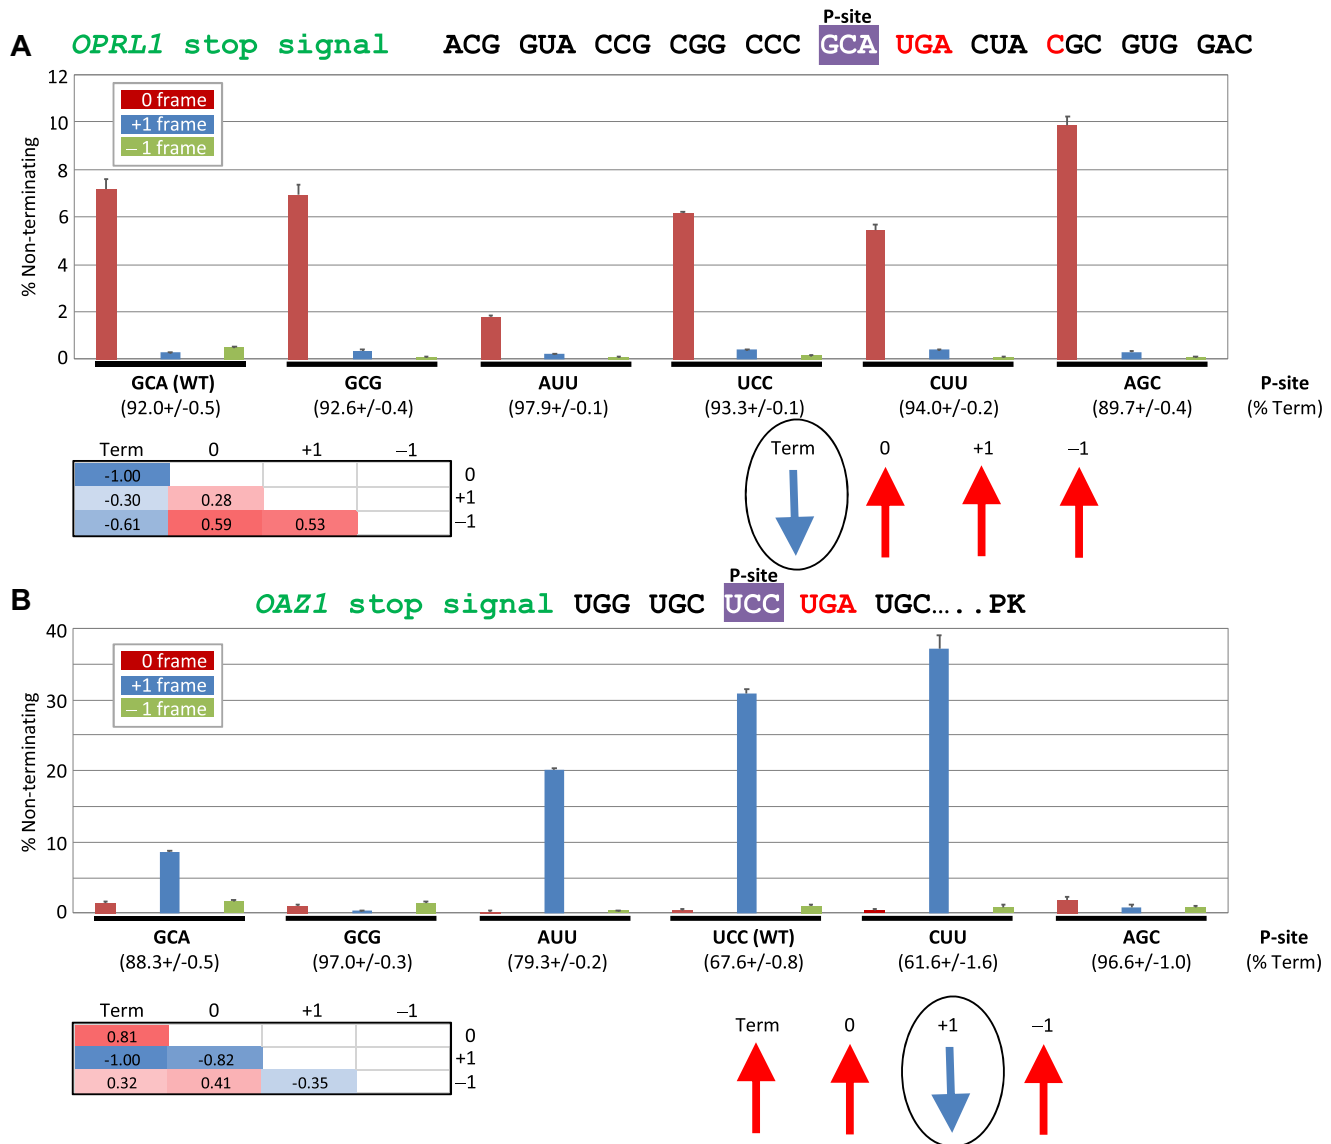 P-site
A OPRL1 stop signal ACG GUA CCG CGG CCC GCA UGA CUA CGC GUG GAC
12
10
8
6
4
2
0
% Non-terminating
0 frame
+1 frame
– 1 frame
GCA (WT) GCG AUU UCC CUU AGC P-site
(92.0+/-0.5) (92.6+/-0.4) (97.9+/-0.1) (93.3+/-0.1) (94.0+/-0.2) (89.7+/-0.4) (% Term)
Term 0 +1 –1
-1.00 0
-0.30 0.28 +1
-0.61 0.59 0.53 –1
Term 0 +1 –1
P-site
B OAZ1 stop signal UGG UGC UCC UGA UGC.....PK
40
30
20
10
0
% Non-terminating
0 frame
+1 frame
– 1 frame
GCA GCG AUU UCC (WT) CUU AGC P-site
(88.3+/-0.5) (97.0+/-0.3) (79.3+/-0.2) (67.6+/-0.8) (61.6+/-1.6) (96.6+/-1.0) (% Term)
Term 0 +1 –1
0.81 0
-1.00 -0.82 +1
0.32 0.41 -0.35 –1
Term 0 +1 –1